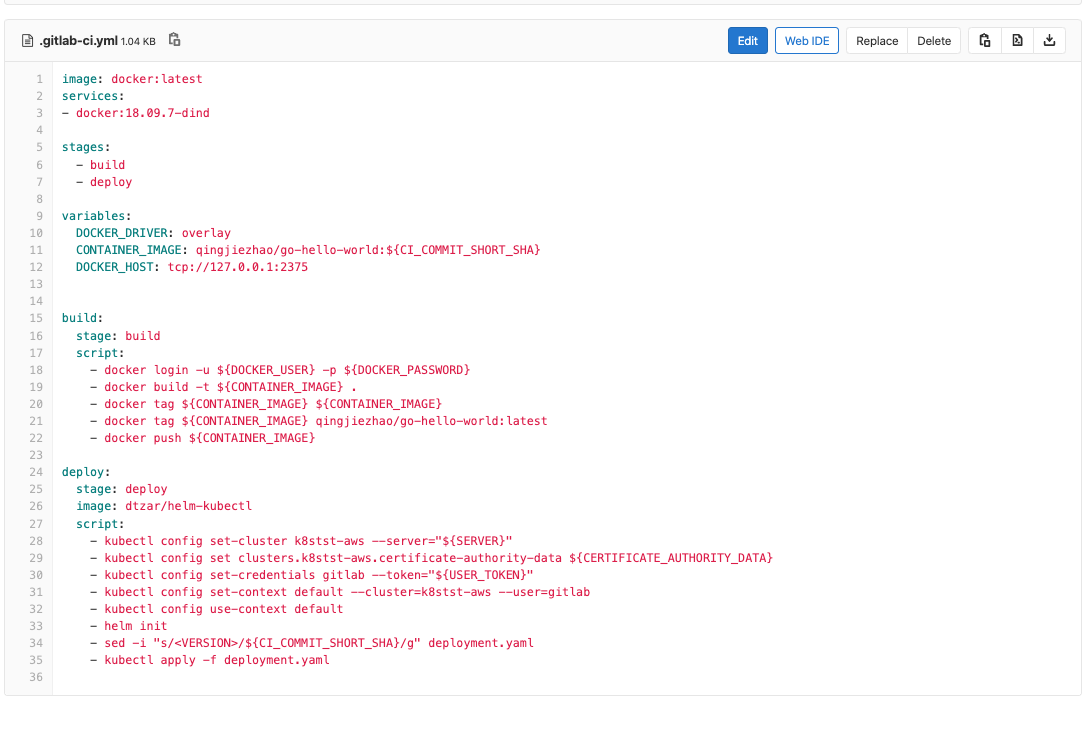 .gitlab-ci.yml 1.04 KB Edit Web IDE Replace Delete
1 image: docker:latest
2 services:
3 - docker:18.09.7-dind
4
5 stages:
6   - build
7   - deploy
8
9 variables:
10   DOCKER_DRIVER: overlay
11   CONTAINER_IMAGE: qingjiezhao/go-hello-world:${CI_COMMIT_SHORT_SHA}
12   DOCKER_HOST: tcp://127.0.0.1:2375
13
14
15 build:
16   stage: build
17   script:
18     - docker login -u ${DOCKER_USER} -p ${DOCKER_PASSWORD}
19     - docker build -t ${CONTAINER_IMAGE} .
20     - docker tag ${CONTAINER_IMAGE} ${CONTAINER_IMAGE}
21     - docker tag ${CONTAINER_IMAGE} qingjiezhao/go-hello-world:latest
22     - docker push ${CONTAINER_IMAGE}
23
24 deploy:
25   stage: deploy
26   image: dtzar/helm-kubectl
27   script:
28     - kubectl config set-cluster k8stst-aws --server="${SERVER}"
29     - kubectl config set clusters.k8stst-aws.certificate-authority-data ${CERTIFICATE_AUTHORITY_DATA}
30     - kubectl config set-credentials gitlab --token="${USER_TOKEN}"
31     - kubectl config set-context default --cluster=k8stst-aws --user=gitlab
32     - kubectl config use-context default
33     - helm init
34     - sed -i "s/<VERSION>/${CI_COMMIT_SHORT_SHA}/g" deployment.yaml
35     - kubectl apply -f deployment.yaml
36